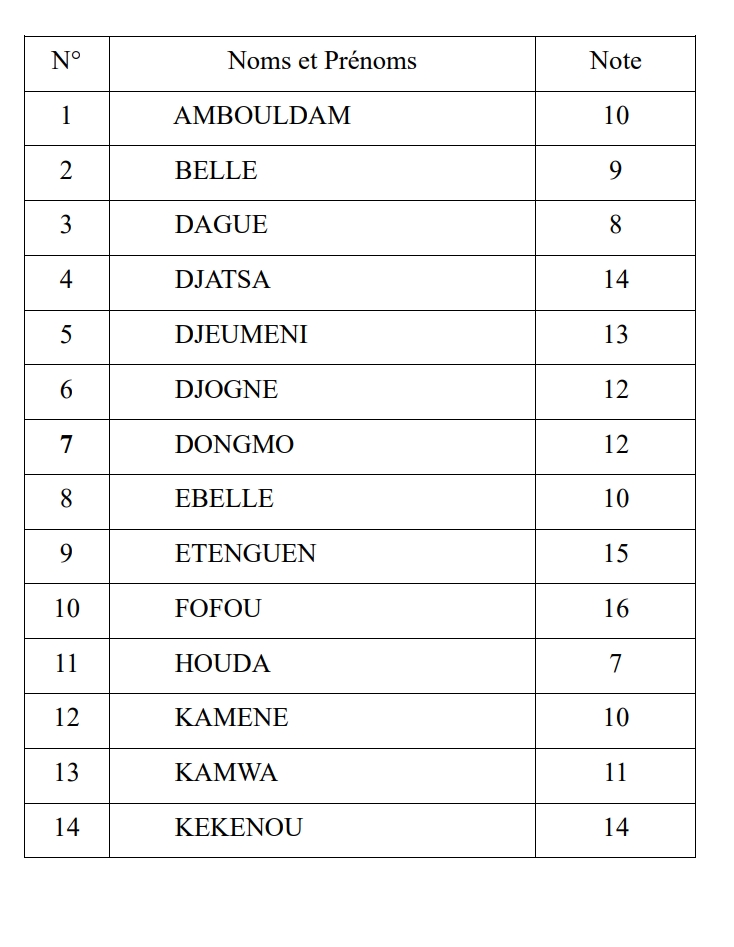 N° Noms et Prénoms Note
1 AMBOULDAM 10
2 BELLE 9
3 DAGUE 8
4 DJATSA 14
5 DJEUMENI 13
6 DJOGNE 12
7 DONGMO 12
8 EBELLE 10
9 ETENGUEN 15
10 FOFOU 16
11 HOUDA 7
12 KAMENE 10
13 KAMWA 11
14 KEKENOU 14